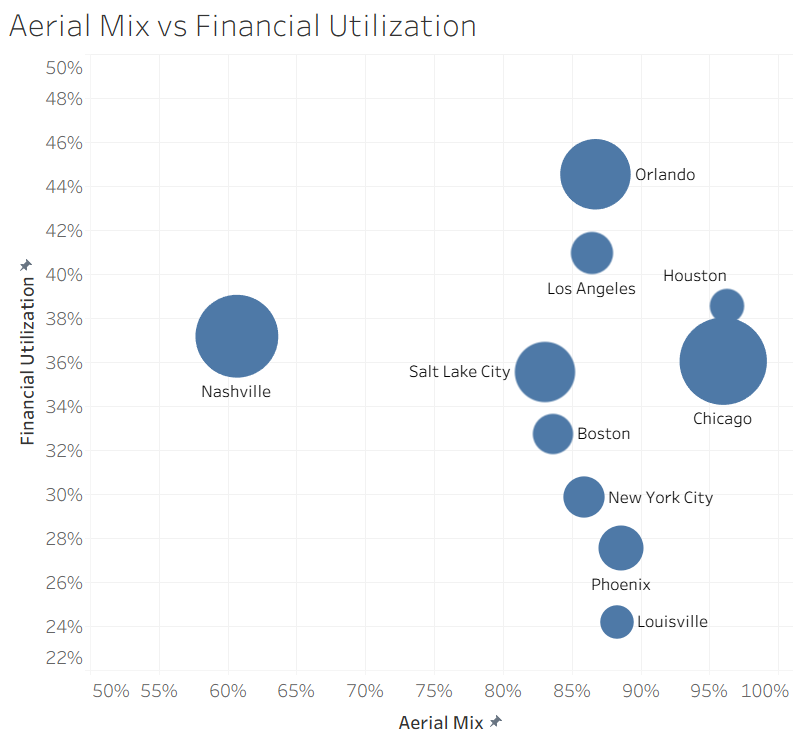 Aerial Mix vs Financial Utilization
50%
48%
46%
44%
42%
40%
38%
36%
34%
32%
30%
28%
26%
24%
22%
Financial Utilization
Orlando
Los Angeles
Houston
Nashville
Salt Lake City
Chicago
Boston
New York City
Phoenix
Louisville
50% 55% 60% 65% 70% 75% 80% 85% 90% 95% 100%
Aerial Mix